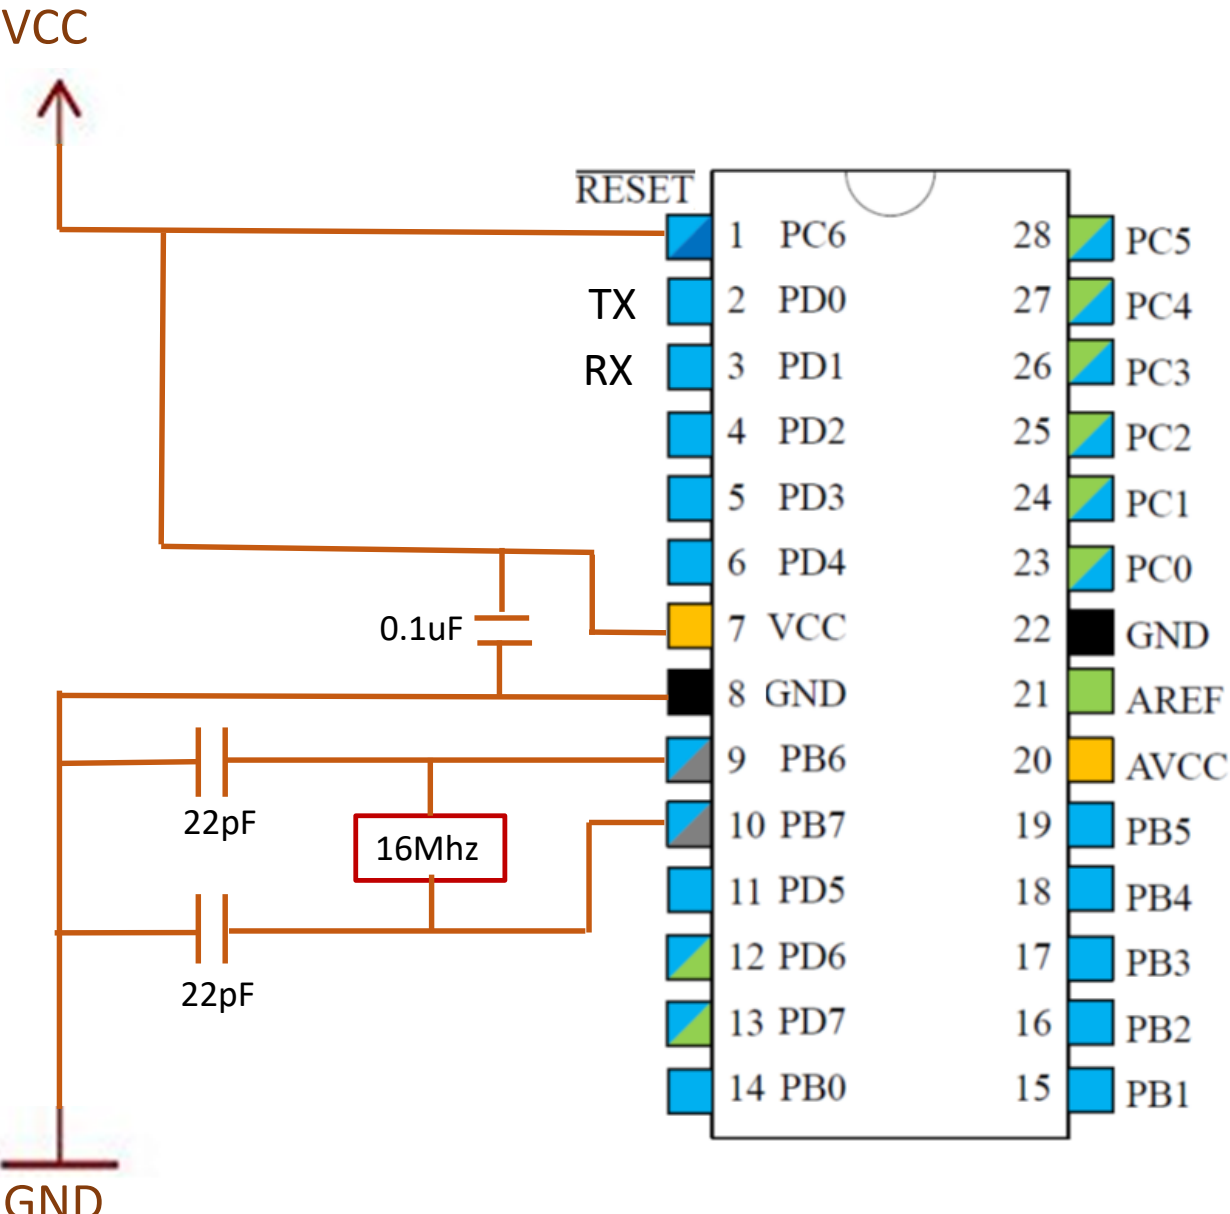 VCC
RESET
1 PC6 28 PC5
TX 2 PD0 27 PC4
RX 3 PD1 26 PC3
4 PD2 25 PC2
5 PD3 24 PC1
6 PD4 23 PC0
0.1uF 7 VCC 22 GND
8 GND 21 AREF
9 PB6 20 AVCC
22pF 10 PB7 19 PB5
16Mhz
11 PD5 18 PB4
12 PD6 17 PB3
22pF
13 PD7 16 PB2
14 PB0 15 PB1
GND